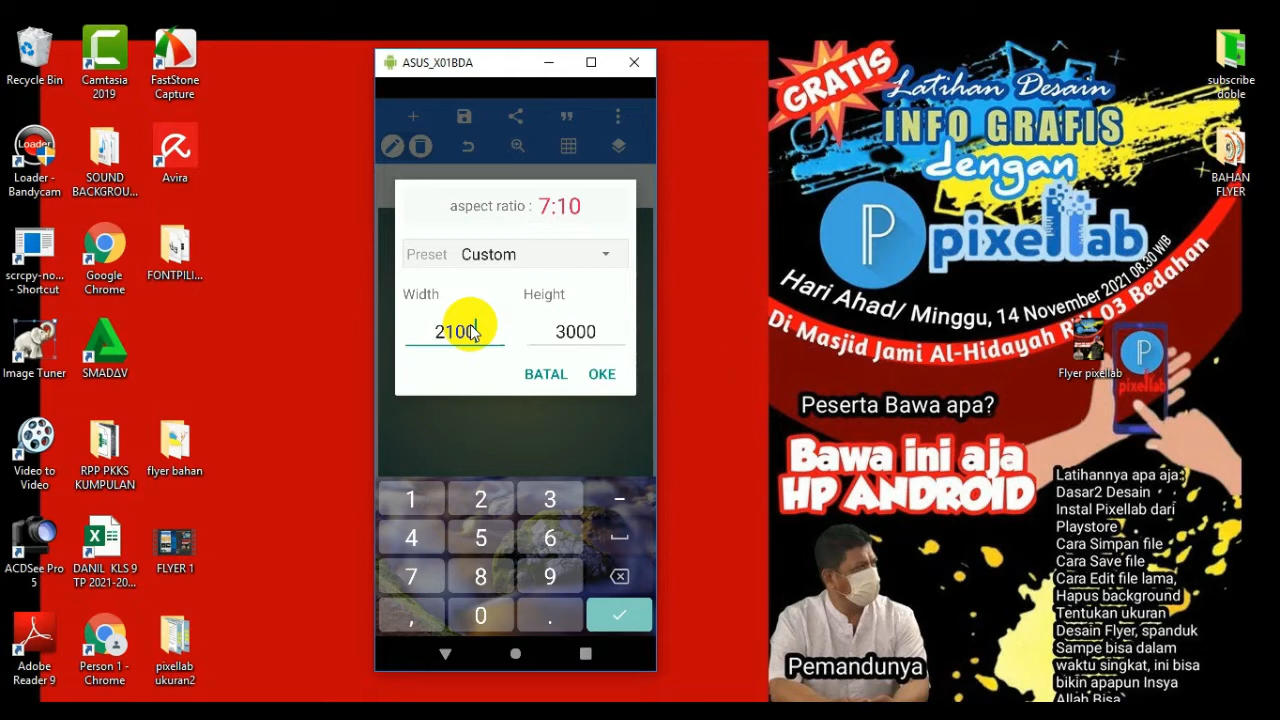 Recycle Bin
Camtasia 2019
FastStone Capture
Loader
Loader - Bandycam
SOUND BACKGROU...
Avira
scrcpy-no... - Shortcut
Google Chrome
FONTPILI...
Image Tuner
SMADΔV
Video to Video
RPP PKKS KUMPULAN
flyer bahan
ACDSee Pro 5
DANIL_KLS 9 TP 2021-20...
FLYER 1
Adobe Reader 9
Person 1 - Chrome
pixellab ukuran2
ASUS_X01BDA
aspect ratio : 7:10
Preset Custom
Width Height
2100 3000
BATAL OKE
1 2 3 −
4 5 6
7 8 9
, 0 .
GRATIS
Latihan Desain
INFO GRAFIS
dengan
P pixellab
Hari Ahad/ Minggu, 14 November 2021 08.30 WIB
Di Masjid Jami Al-Hidayah RW 03 Bedahan
Flyer pixellab
P
pixellab
Peserta Bawa apa?
Bawa ini aja
HP ANDROID
Pemandunya
Latihannya apa aja:
Dasar2 Desain
Instal Pixellab dari
Playstore
Cara Simpan file
Cara Save file
Cara Edit file lama,
Hapus background
Tentukan ukuran
Desain Flyer, spanduk
Sampe bisa dalam
waktu singkat, ini bisa
bikin apapun Insya
Allah Bisa
subscribe doble
BAHAN FLYER